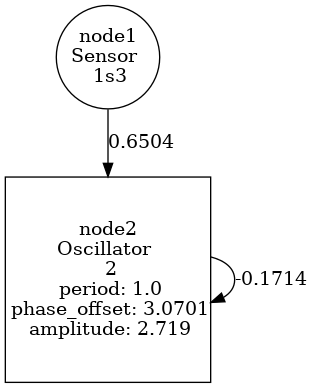 node1
Sensor
1s3
0.6504
node2
Oscillator
2
period: 1.0
phase_offset: 3.0701
amplitude: 2.719
-0.1714